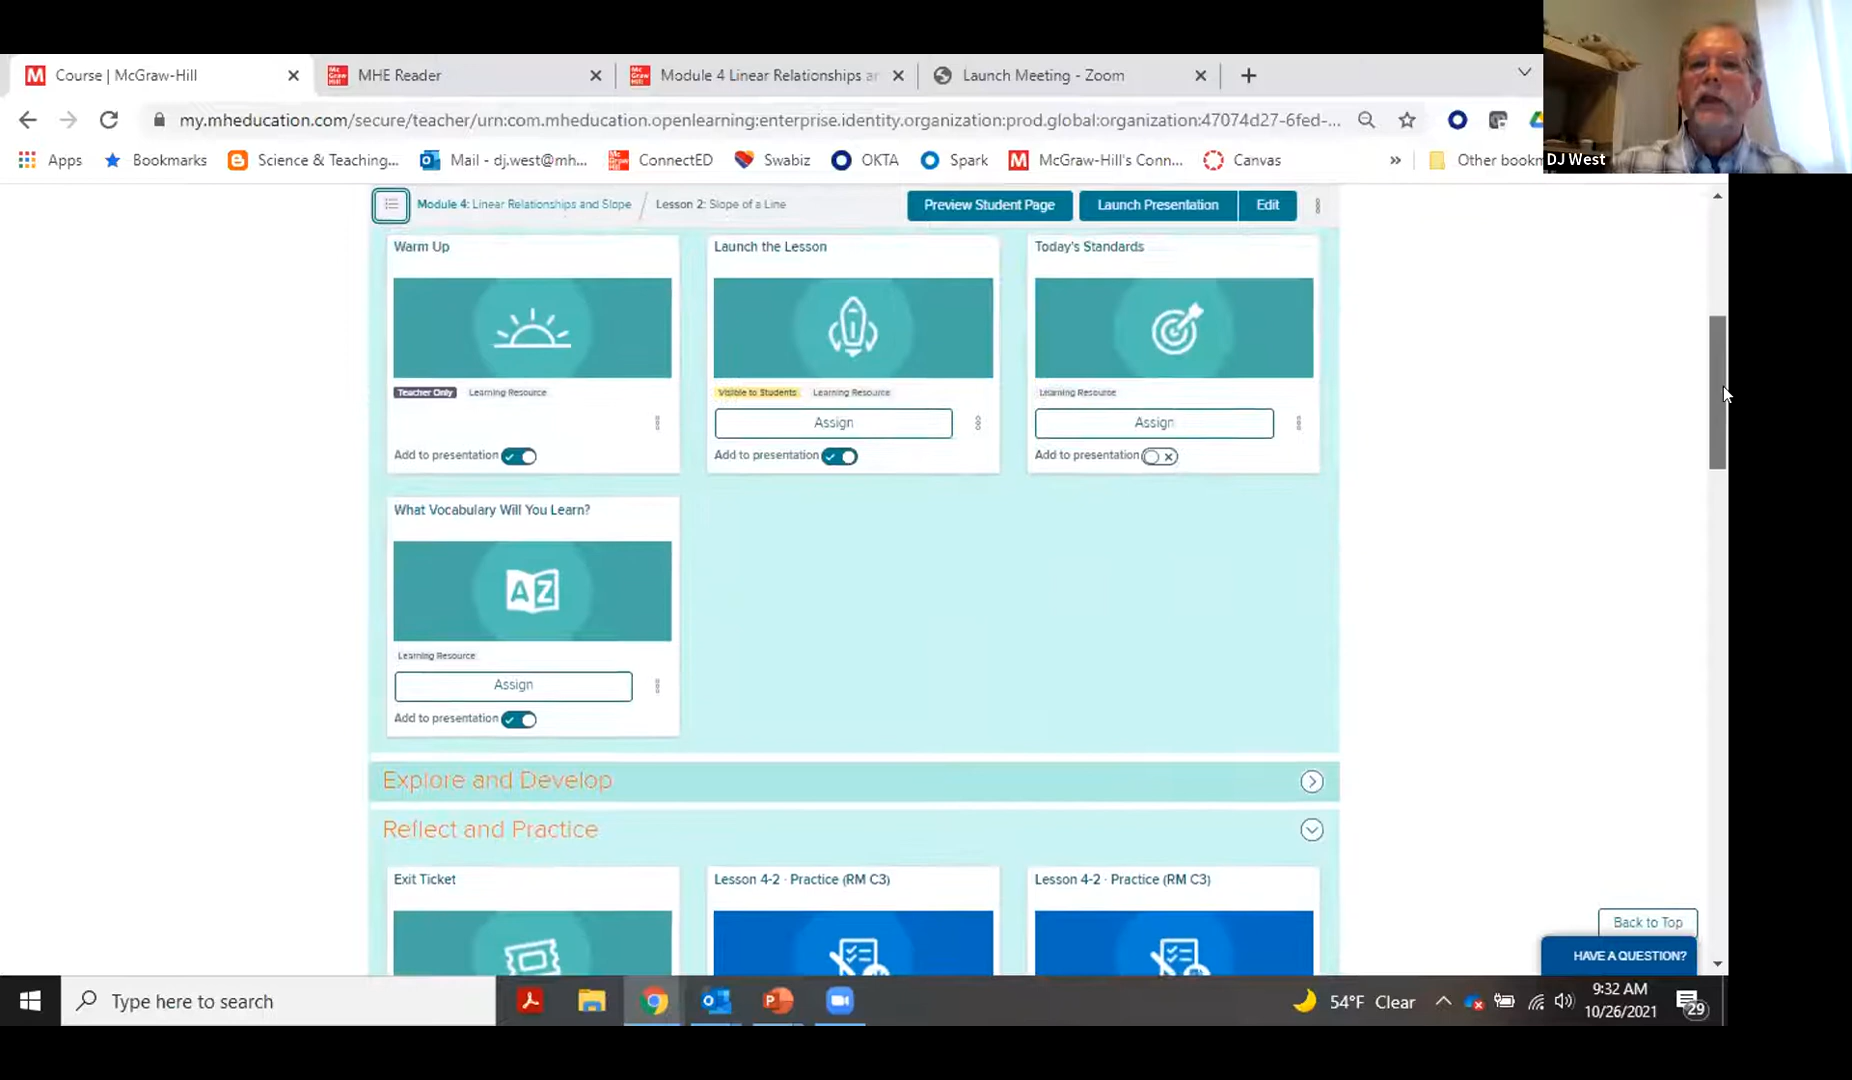 Course | McGraw-Hill
MHE Reader
Module 4 Linear Relationships a
Launch Meeting - Zoom
my.mheducation.com/secure/teacher/urn:com.mheducation.openlearning:enterprise.identity.organization:prod.global:organization:47074d27-6fed-...
Apps
Bookmarks
Science & Teaching...
Mail - dj.west@mh...
ConnectED
Swabiz
OKTA
Spark
McGraw-Hill's Conn...
Canvas
»
Other bookm
DJ West
Module 4: Linear Relationships and Slope / Lesson 2: Slope of a Line
Preview Student Page
Launch Presentation
Edit
Warm Up
Launch the Lesson
Today's Standards
Teacher Only Learning Resource
Visible to Students Learning Resource
Learning Resource
Assign
Assign
Add to presentation
Add to presentation
Add to presentation
What Vocabulary Will You Learn?
AZ
Learning Resource
Assign
Add to presentation
Explore and Develop
Reflect and Practice
Exit Ticket
Lesson 4-2 · Practice (RM C3)
Lesson 4-2 · Practice (RM C3)
Back to Top
HAVE A QUESTION?
Type here to search
54°F Clear
9:32 AM
10/26/2021
29